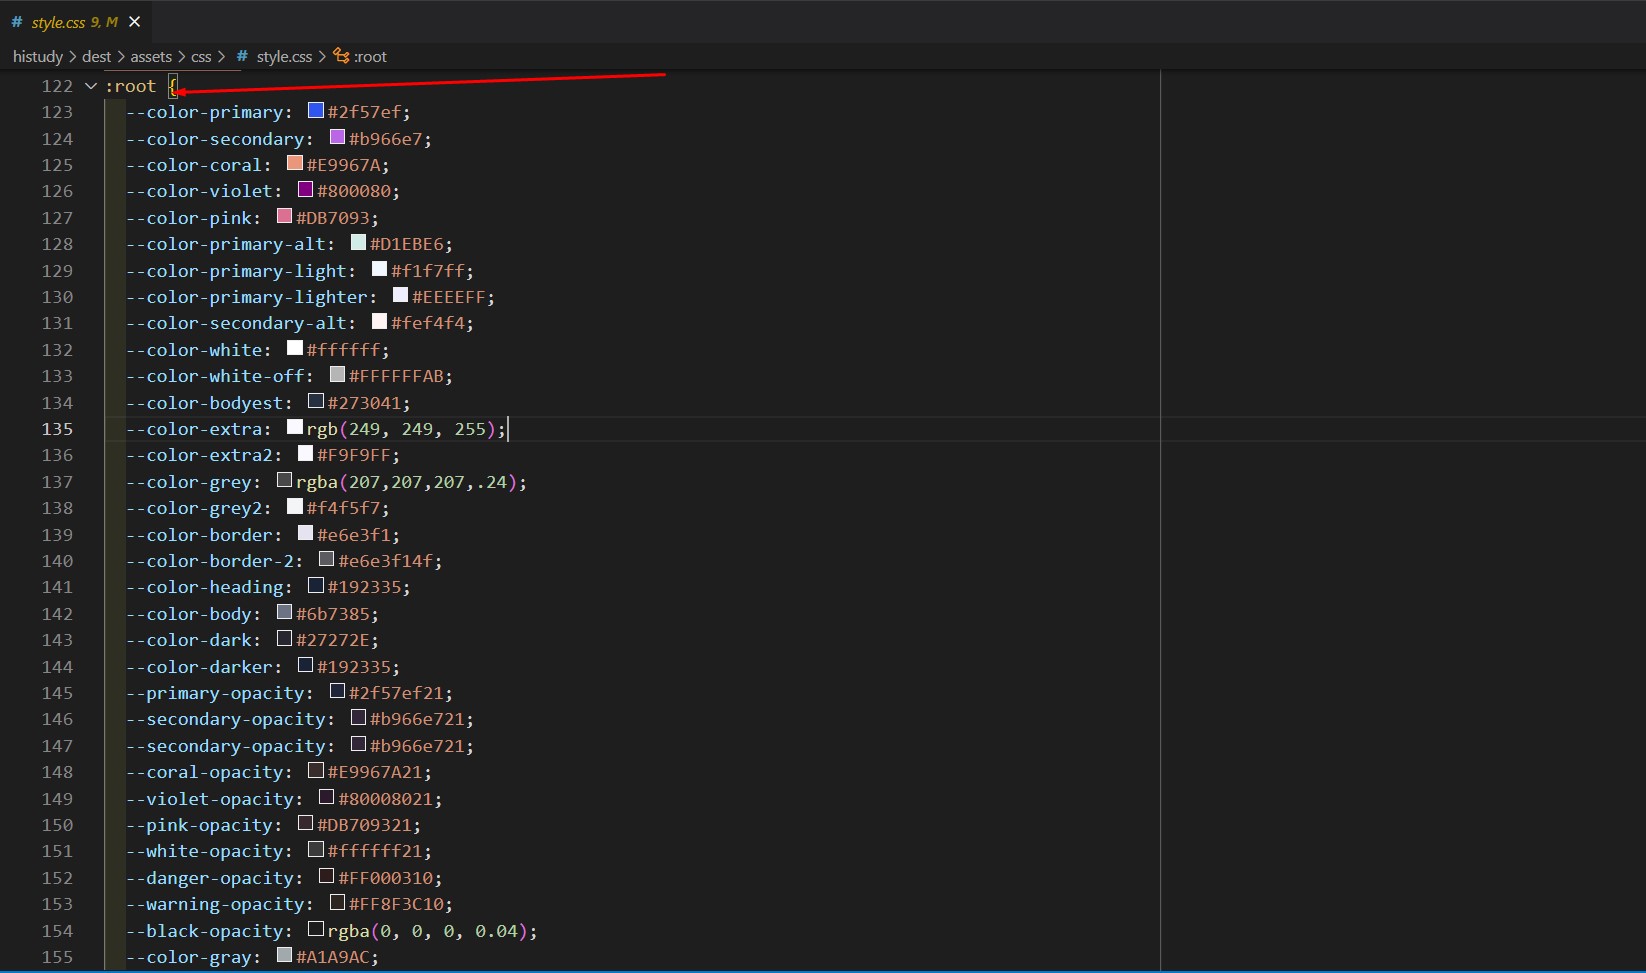 # style.css 9, M ×
histudy > dest > assets > css > # style.css > :root
122 :root {
123 --color-primary: #2f57ef;
124 --color-secondary: #b966e7;
125 --color-coral: #E9967A;
126 --color-violet: #800080;
127 --color-pink: #DB7093;
128 --color-primary-alt: #D1EBE6;
129 --color-primary-light: #f1f7ff;
130 --color-primary-lighter: #EEEEFF;
131 --color-secondary-alt: #fef4f4;
132 --color-white: #ffffff;
133 --color-white-off: #FFFFFFAB;
134 --color-bodyest: #273041;
135 --color-extra: rgb(249, 249, 255);
136 --color-extra2: #F9F9FF;
137 --color-grey: rgba(207,207,207,.24);
138 --color-grey2: #f4f5f7;
139 --color-border: #e6e3f1;
140 --color-border-2: #e6e3f14f;
141 --color-heading: #192335;
142 --color-body: #6b7385;
143 --color-dark: #27272E;
144 --color-darker: #192335;
145 --primary-opacity: #2f57ef21;
146 --secondary-opacity: #b966e721;
147 --secondary-opacity: #b966e721;
148 --coral-opacity: #E9967A21;
149 --violet-opacity: #80008021;
150 --pink-opacity: #DB709321;
151 --white-opacity: #ffffff21;
152 --danger-opacity: #FF000310;
153 --warning-opacity: #FF8F3C10;
154 --black-opacity: rgba(0, 0, 0, 0.04);
155 --color-gray: #A1A9AC;